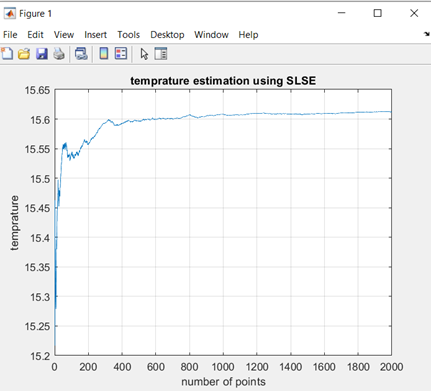 Figure 1
File Edit View Insert Tools Desktop Window Help
temprature estimation using SLSE
15.65
15.6
15.55
15.5
15.45
15.4
15.35
15.3
15.25
15.2
temprature
0 200 400 600 800 1000 1200 1400 1600 1800 2000
number of points